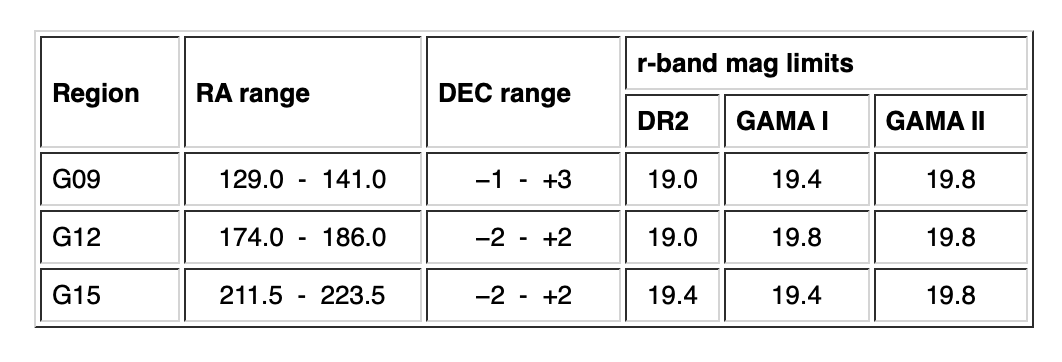 Region RA range DEC range r-band mag limits
DR2 GAMA I GAMA II
G09 129.0 - 141.0 −1 - +3 19.0 19.4 19.8
G12 174.0 - 186.0 −2 - +2 19.0 19.8 19.8
G15 211.5 - 223.5 −2 - +2 19.4 19.4 19.8